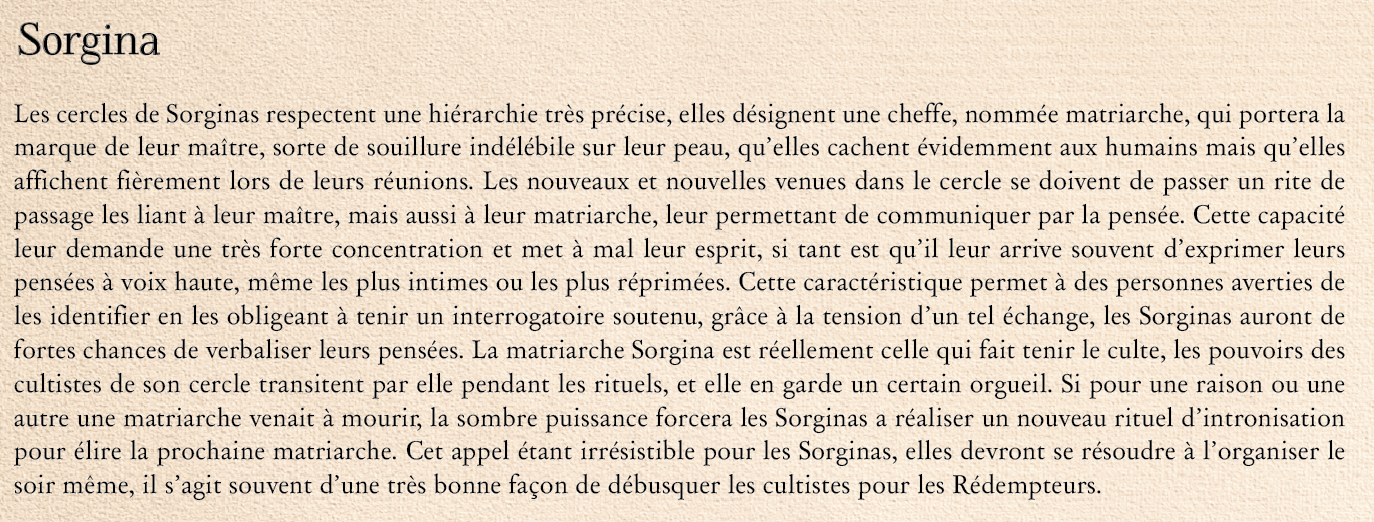 Sorgina
Les cercles de Sorginas respectent une hiérarchie très précise, elles désignent une cheffe, nommée matriarche, qui portera la
marque de leur maître, sorte de souillure indélébile sur leur peau, qu’elles cachent évidemment aux humains mais qu’elles
affichent fièrement lors de leurs réunions. Les nouveaux et nouvelles venues dans le cercle se doivent de passer un rite de
passage les liant à leur maître, mais aussi à leur matriarche, leur permettant de communiquer par la pensée. Cette capacité
leur demande une très forte concentration et met à mal leur esprit, si tant est qu’il leur arrive souvent d’exprimer leurs
pensées à voix haute, même les plus intimes ou les plus réprimées. Cette caractéristique permet à des personnes averties de
les identifier en les obligeant à tenir un interrogatoire soutenu, grâce à la tension d’un tel échange, les Sorginas auront de
fortes chances de verbaliser leurs pensées. La matriarche Sorgina est réellement celle qui fait tenir le culte, les pouvoirs des
cultistes de son cercle transitent par elle pendant les rituels, et elle en garde un certain orgueil. Si pour une raison ou une
autre une matriarche venait à mourir, la sombre puissance forcera les Sorginas a réaliser un nouveau rituel d’intronisation
pour élire la prochaine matriarche. Cet appel étant irrésistible pour les Sorginas, elles devront se résoudre à l’organiser le
soir même, il s’agit souvent d’une très bonne façon de débusquer les cultistes pour les Rédempteurs.